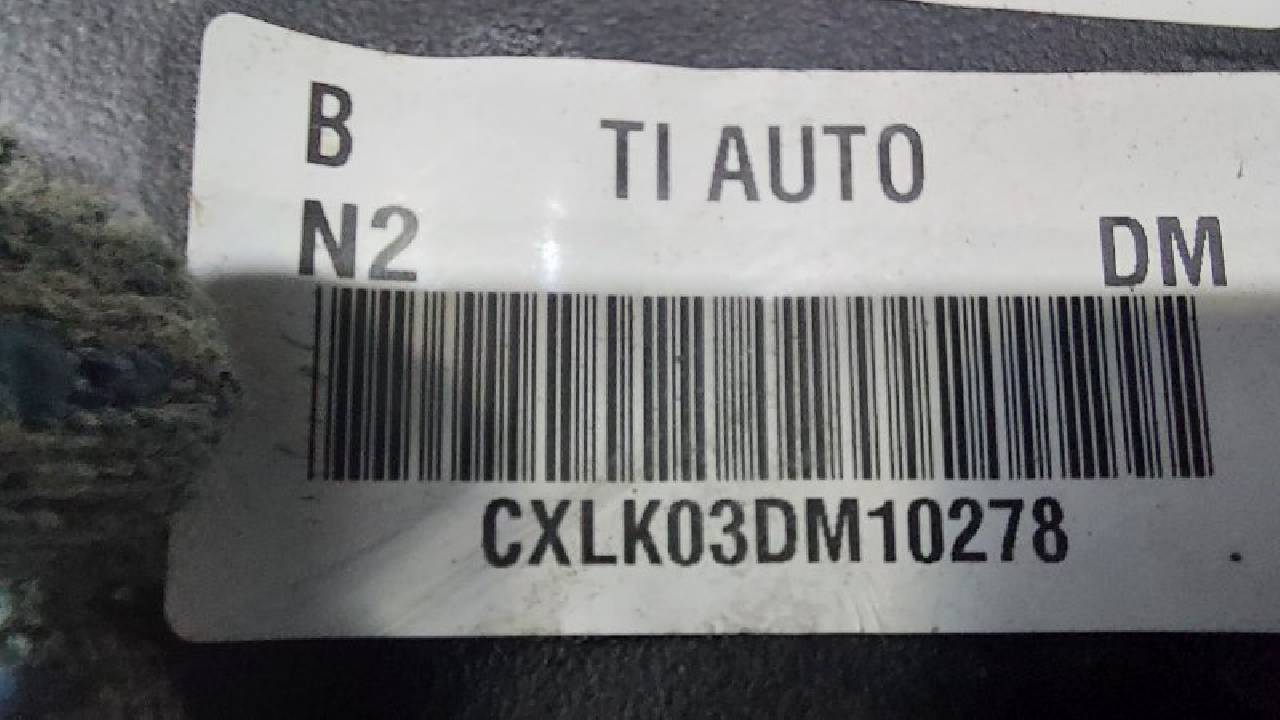 B
TI AUTO
N2
DM
CXLK03DM10278